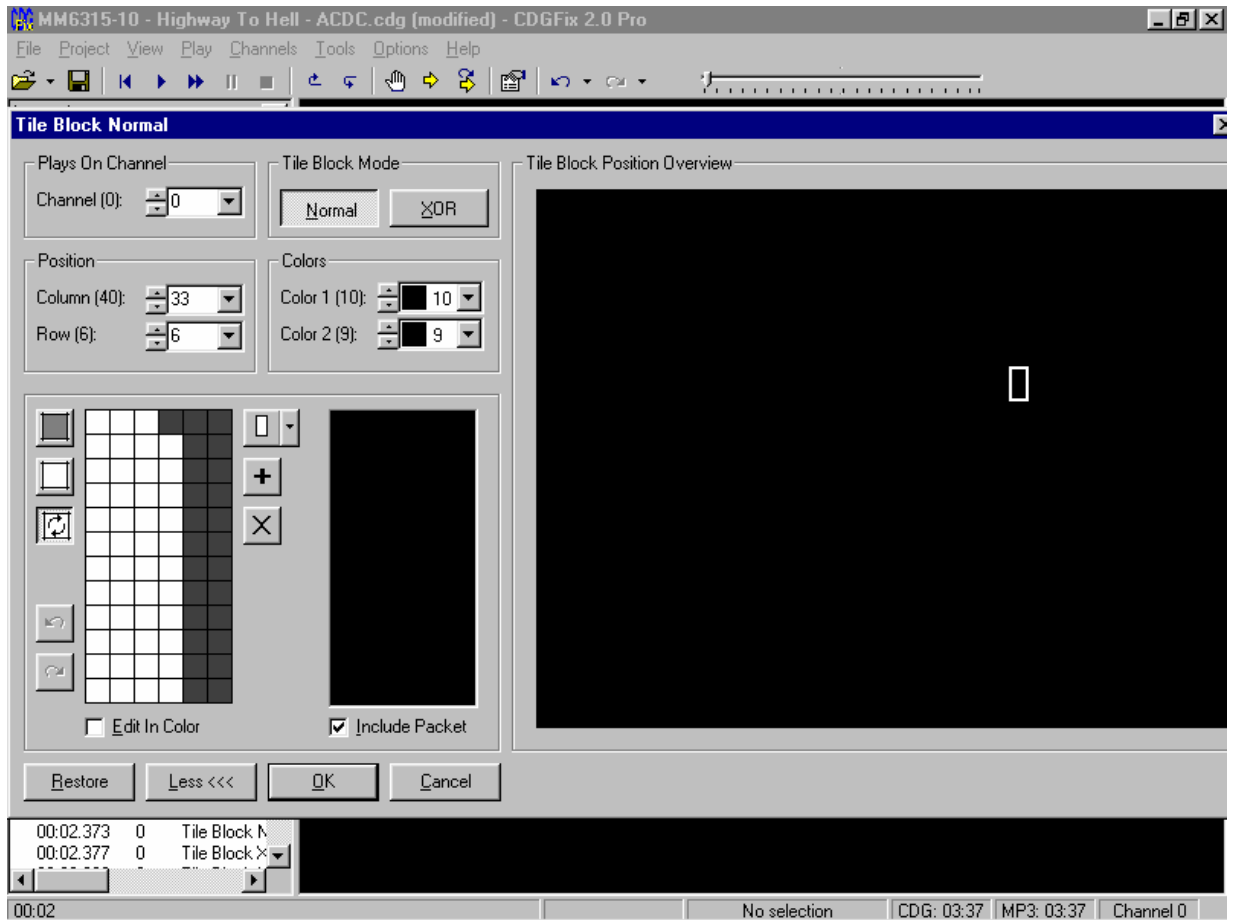 MM6315-10 - Highway To Hell - ACDC.cdg (modified) - CDGFix 2.0 Pro
File Project View Play Channels Tools Options Help
Tile Block Normal
Plays On Channel
Channel (0): 0
Tile Block Mode
Normal XOR
Tile Block Position Overview
Position
Column (40): 33
Row (6): 6
Colors
Color 1 (10): 10
Color 2 (9): 9
Edit In Color
Include Packet
Restore Less <<< OK Cancel
00:02.373 0 Tile Block N
00:02.377 0 Tile Block X
00:02 No selection CDG: 03:37 MP3: 03:37 Channel 0